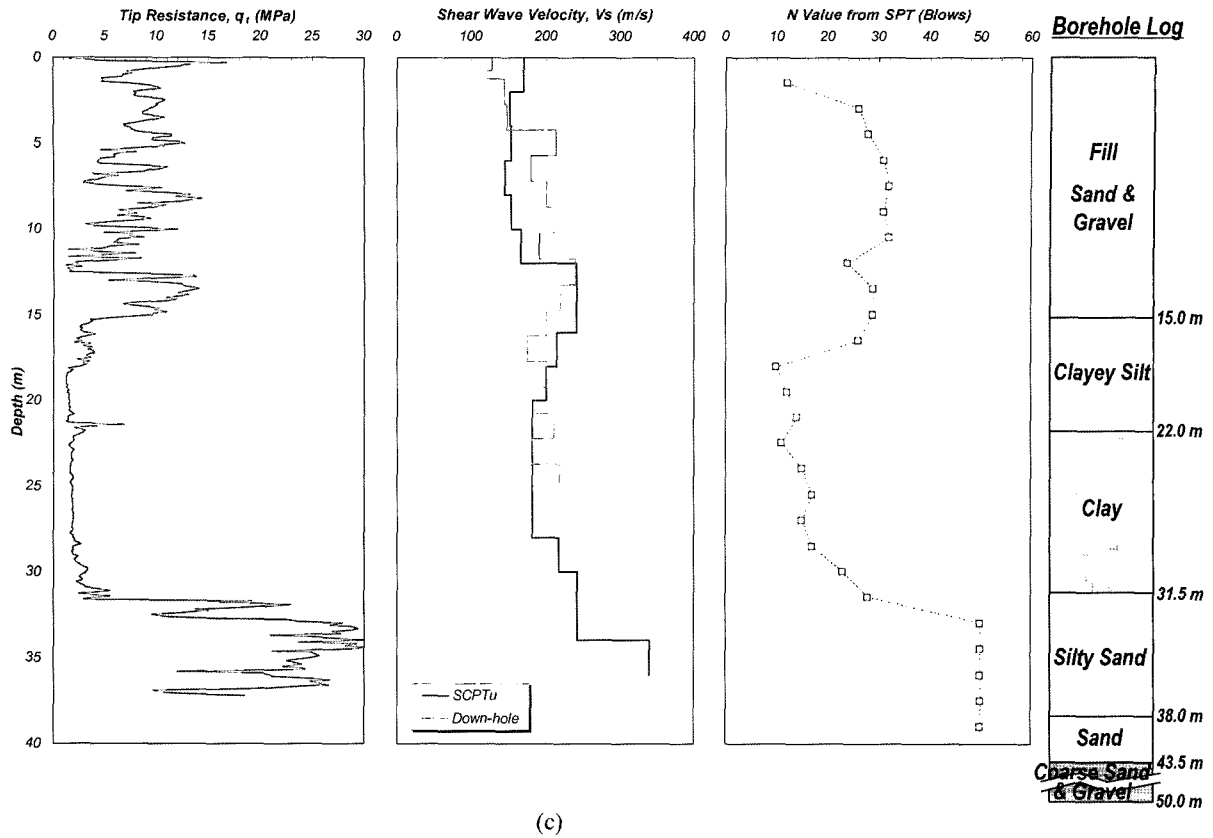 Tip Resistance, qt (MPa)
0 5 10 15 20 25 30
Shear Wave Velocity, Vs (m/s)
0 100 200 300 400
N Value from SPT (Blows)
0 10 20 30 40 50 60
Borehole Log
Depth (m)
0
5
10
15
20
25
30
35
40
SCPTu
Down-hole
Fill
Sand &
Gravel
15.0 m
Clayey Silt
22.0 m
Clay
31.5 m
Silty Sand
38.0 m
Sand
43.5 m
Coarse Sand
& Gravel
50.0 m
(c)